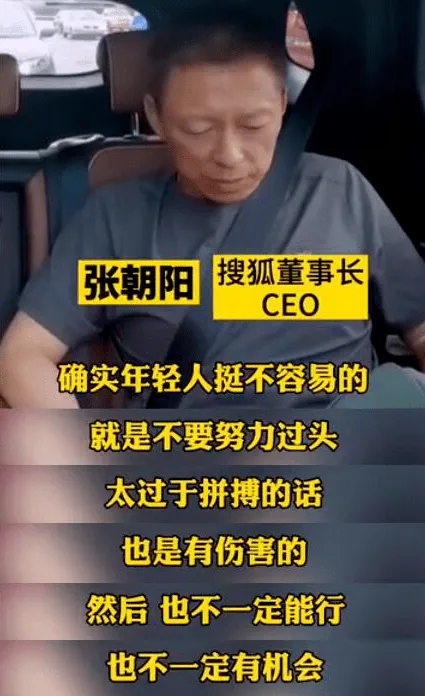 张朝阳
搜狐董事长
CEO
确实年轻人挺不容易的
就是不要努力过头
太过于拼搏的话
也是有伤害的
然后 也不一定能行
也不一定有机会